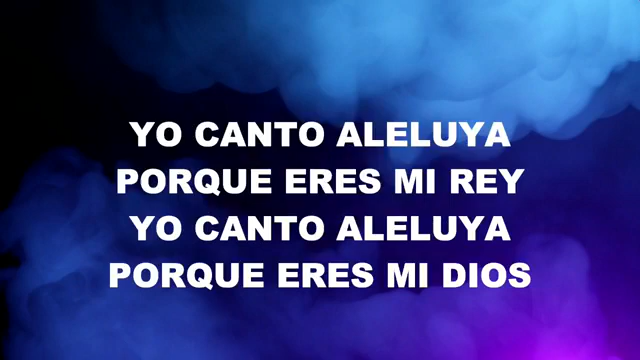 YO CANTO ALELUYA
PORQUE ERES MI REY
YO CANTO ALELUYA
PORQUE ERES MI DIOS